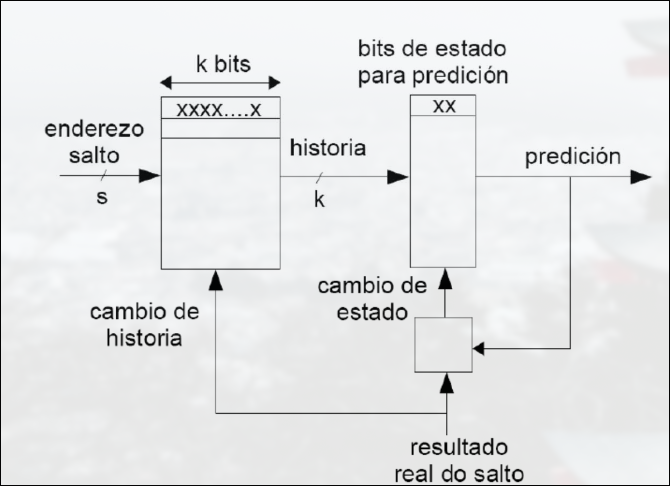 k bits
bits de estado
para predición
xxxx....x
xx
enderezo
salto
s
historia
k
predición
cambio de
historia
cambio de
estado
resultado
real do salto